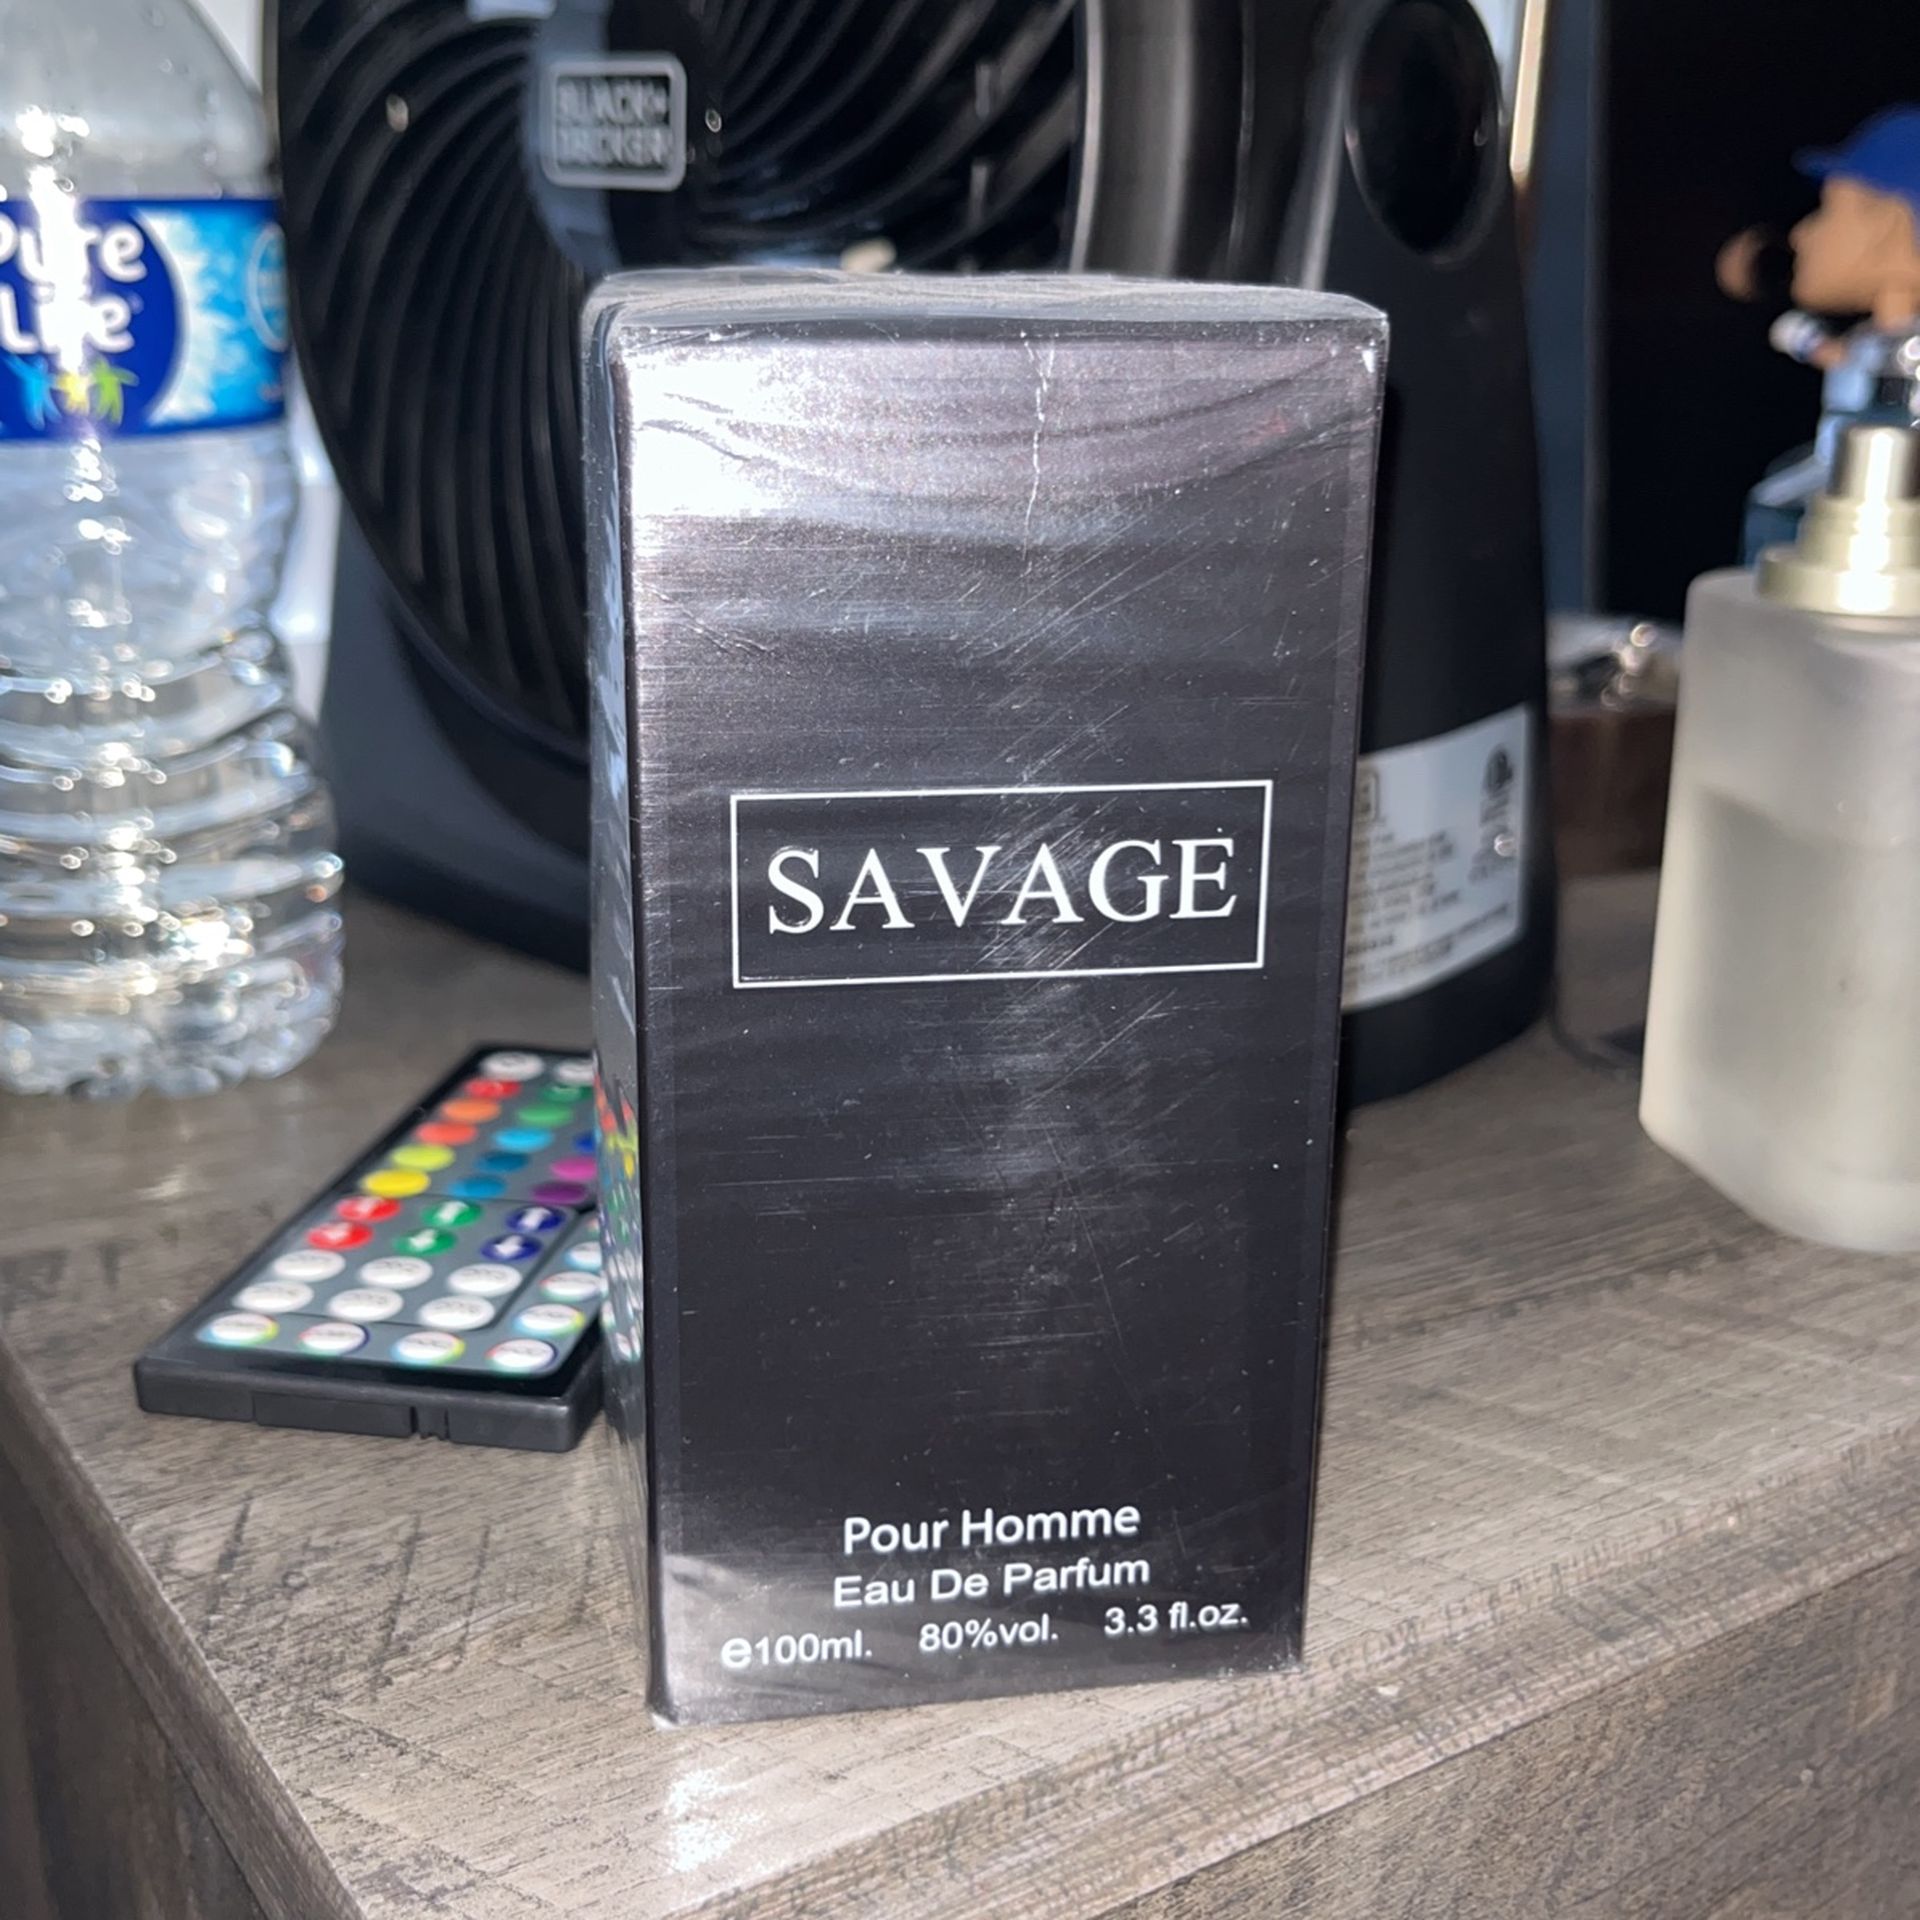 BLACK+
DECKER
Pure
Life
SAVAGE
Pour Homme
Eau De Parfum
e100ml. 80%vol. 3.3 fl.oz.